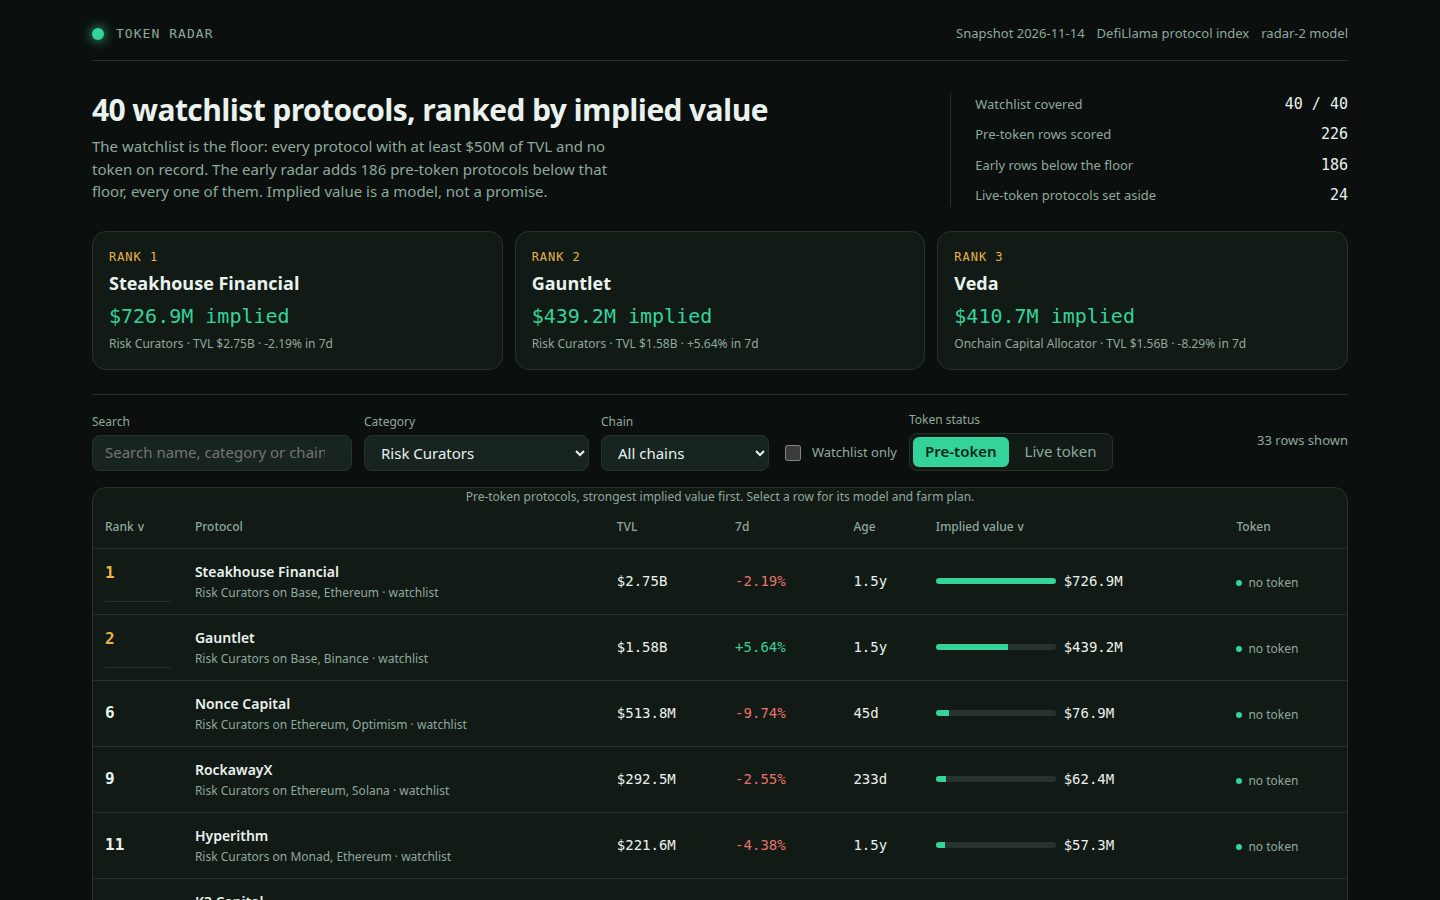 TOKEN RADAR
Snapshot 2026-11-14 DefiLlama protocol index radar-2 model
40 watchlist protocols, ranked by implied value
The watchlist is the floor: every protocol with at least $50M of TVL and no
token on record. The early radar adds 186 pre-token protocols below that
floor, every one of them. Implied value is a model, not a promise.
Watchlist covered 40 / 40
Pre-token rows scored 226
Early rows below the floor 186
Live-token protocols set aside 24
RANK 1
Steakhouse Financial
$726.9M implied
Risk Curators · TVL $2.75B · -2.19% in 7d
RANK 2
Gauntlet
$439.2M implied
Risk Curators · TVL $1.58B · +5.64% in 7d
RANK 3
Veda
$410.7M implied
Onchain Capital Allocator · TVL $1.56B · -8.29% in 7d
Search
Search name, category or chain
Category
Risk Curators
Chain
All chains
Watchlist only
Token status
Pre-token Live token
33 rows shown
Pre-token protocols, strongest implied value first. Select a row for its model and farm plan.
Rank v Protocol TVL 7d Age Implied value v Token
1 Steakhouse Financial $2.75B -2.19% 1.5y $726.9M no token
Risk Curators on Base, Ethereum · watchlist
2 Gauntlet $1.58B +5.64% 1.5y $439.2M no token
Risk Curators on Base, Binance · watchlist
6 Nonce Capital $513.8M -9.74% 45d $76.9M no token
Risk Curators on Ethereum, Optimism · watchlist
9 RockawayX $292.5M -2.55% 233d $62.4M no token
Risk Curators on Ethereum, Solana · watchlist
11 Hyperithm $221.6M -4.38% 1.5y $57.3M no token
Risk Curators on Monad, Ethereum · watchlist